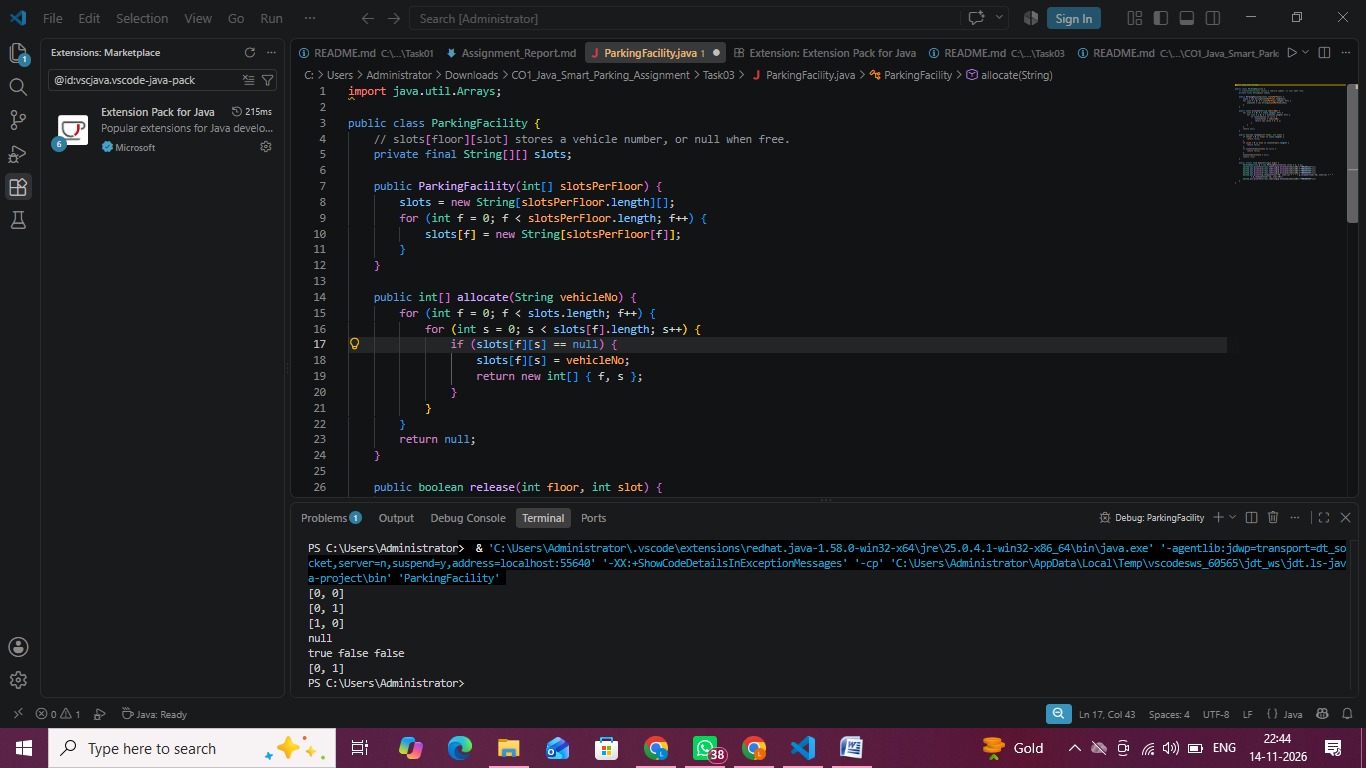 File Edit Selection View Go Run ··· Search [Administrator] Sign In
Extensions: Marketplace
@id:vscjava.vscode-java-pack
Extension Pack for Java 215ms
Popular extensions for Java develo...
Microsoft
6
1
README.md C:\...\Task01 Assignment_Report.md ParkingFacility.java 1 Extension: Extension Pack for Java README.md C:\...\Task03 README.md C:\...\CO1_Java_Smart_Park
C: > Users > Administrator > Downloads > CO1_Java_Smart_Parking_Assignment > Task03 > ParkingFacility.java > ParkingFacility > allocate(String)
1 import java.util.Arrays;
2
3 public class ParkingFacility {
4 // slots[floor][slot] stores a vehicle number, or null when free.
5 private final String[][] slots;
6
7 public ParkingFacility(int[] slotsPerFloor) {
8 slots = new String[slotsPerFloor.length][];
9 for (int f = 0; f < slotsPerFloor.length; f++) {
10 slots[f] = new String[slotsPerFloor[f]];
11 }
12 }
13
14 public int[] allocate(String vehicleNo) {
15 for (int f = 0; f < slots.length; f++) {
16 for (int s = 0; s < slots[f].length; s++) {
17 if (slots[f][s] == null) {
18 slots[f][s] = vehicleNo;
19 return new int[] { f, s };
20 }
21 }
22 }
23 return null;
24 }
25
26 public boolean release(int floor, int slot) {
Problems 1 Output Debug Console Terminal Ports Debug: ParkingFacility
PS C:\Users\Administrator> & 'C:\Users\Administrator\.vscode\extensions\redhat.java-1.58.0-win32-x64\jre\25.0.4.1-win32-x86_64\bin\java.exe' '-agentlib:jdwp=transport=dt_so
cket,server=n,suspend=y,address=localhost:55640' '-XX:+ShowCodeDetailsInExceptionMessages' '-cp' 'C:\Users\Administrator\AppData\Local\Temp\vscodesws_60565\jdt_ws\jdt.ls-jav
a-project\bin' 'ParkingFacility'
[0, 0]
[0, 1]
[1, 0]
null
true false false
[0, 1]
PS C:\Users\Administrator>
0 1 Java: Ready Ln 17, Col 43 Spaces: 4 UTF-8 LF {} Java
Type here to search 38 Gold ENG 22:44
14-11-2026